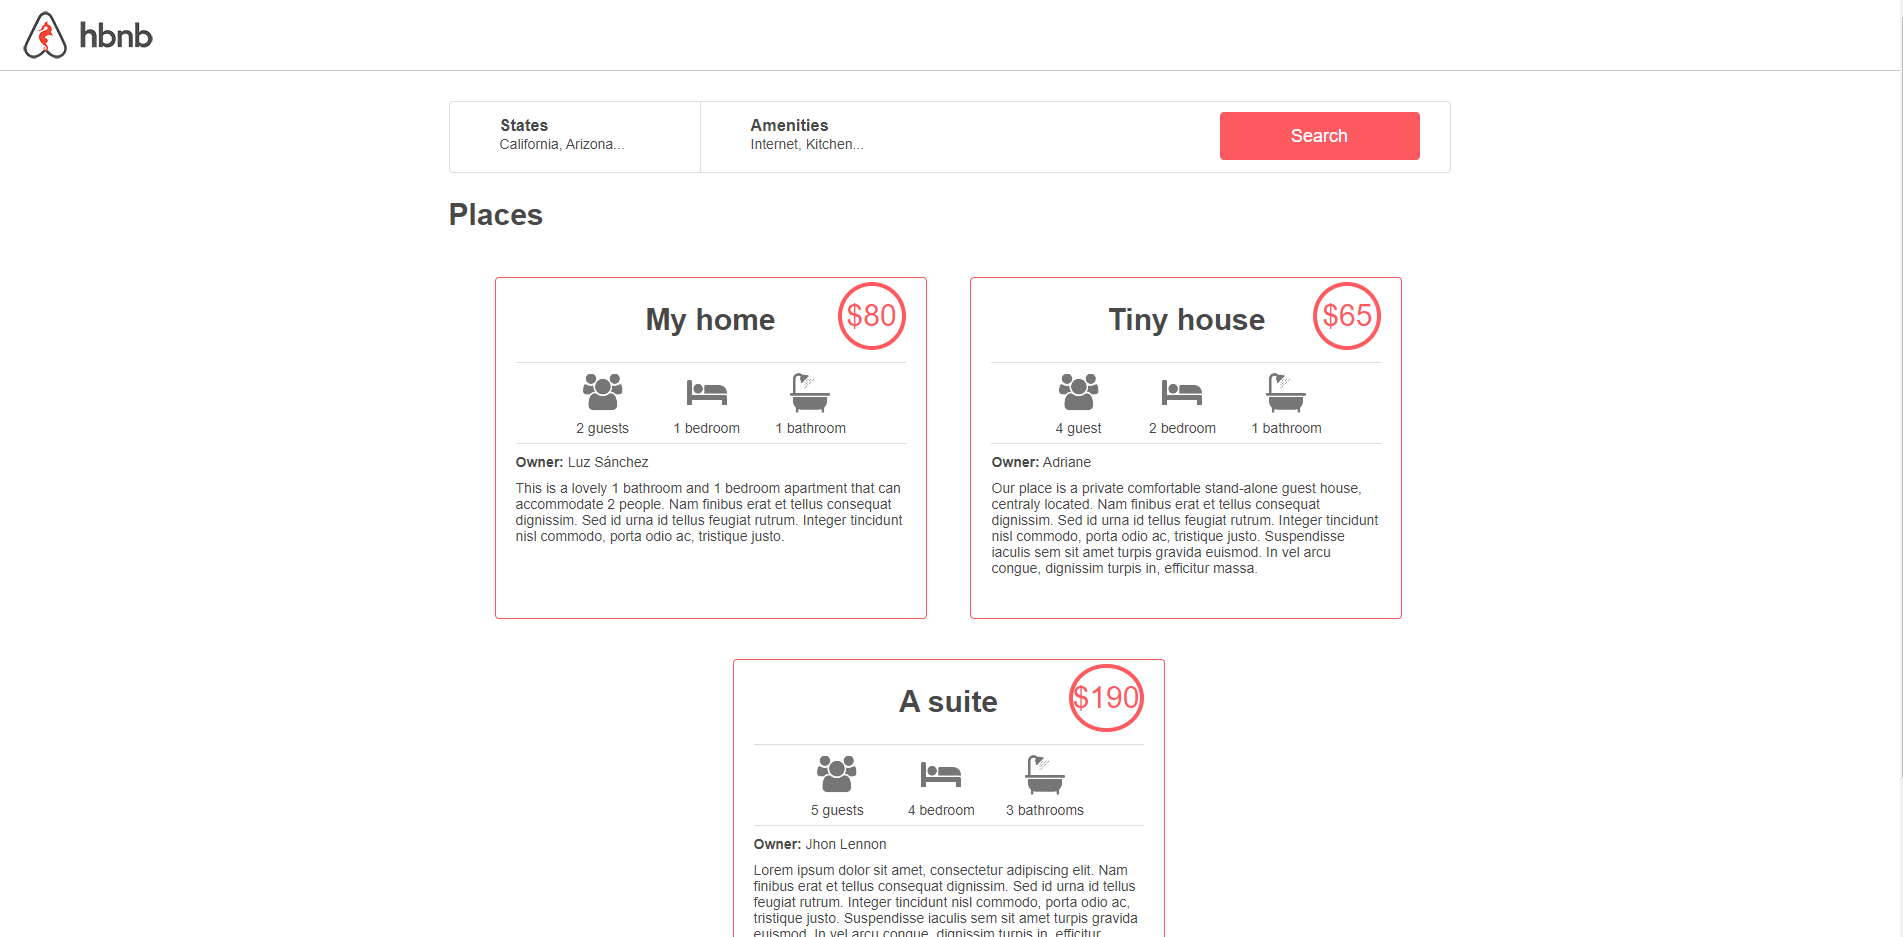 hbnb
States
California, Arizona...
Amenities
Internet, Kitchen...
Search
Places
My home
$80
2 guests
1 bedroom
1 bathroom
Owner: Luz Sánchez
This is a lovely 1 bathroom and 1 bedroom apartment that can
accommodate 2 people. Nam finibus erat et tellus consequat
dignissim. Sed id urna id tellus feugiat rutrum. Integer tincidunt
nisl commodo, porta odio ac, tristique justo.
Tiny house
$65
4 guest
2 bedroom
1 bathroom
Owner: Adriane
Our place is a private comfortable stand-alone guest house,
centraly located. Nam finibus erat et tellus consequat
dignissim. Sed id urna id tellus feugiat rutrum. Integer tincidunt
nisl commodo, porta odio ac, tristique justo. Suspendisse
iaculis sem sit amet turpis gravida euismod. In vel arcu
congue, dignissim turpis in, efficitur massa.
A suite
$190
5 guests
4 bedroom
3 bathrooms
Owner: Jhon Lennon
Lorem ipsum dolor sit amet, consectetur adipiscing elit. Nam
finibus erat et tellus consequat dignissim. Sed id urna id tellus
feugiat rutrum. Integer tincidunt nisl commodo, porta odio ac,
tristique justo. Suspendisse iaculis sem sit amet turpis gravida
euismod. In vel arcu congue, dignissim turpis in, efficitur